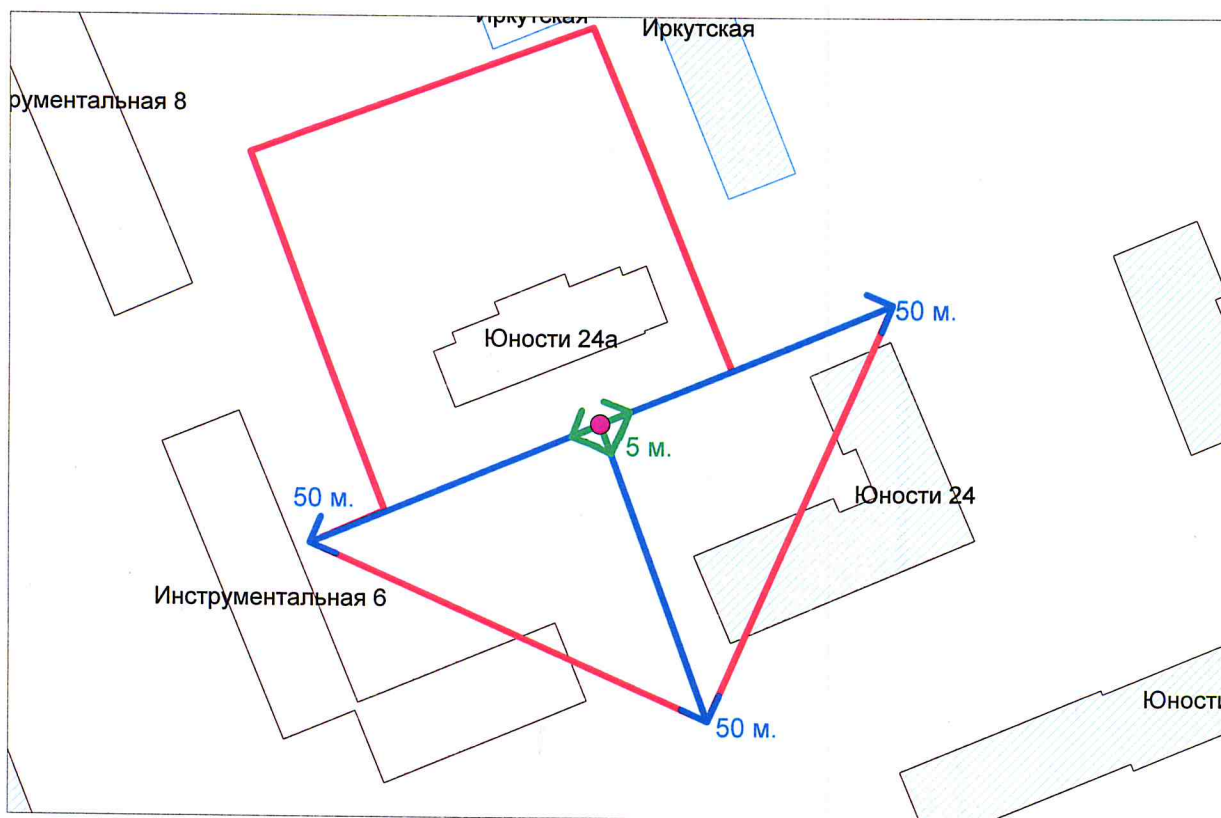 Иркутская
Иркутская
рументальная 8
50 м.
Юности 24а
5 м.
50 м.
Юности 24
Инструментальная 6
50 м.
Юности